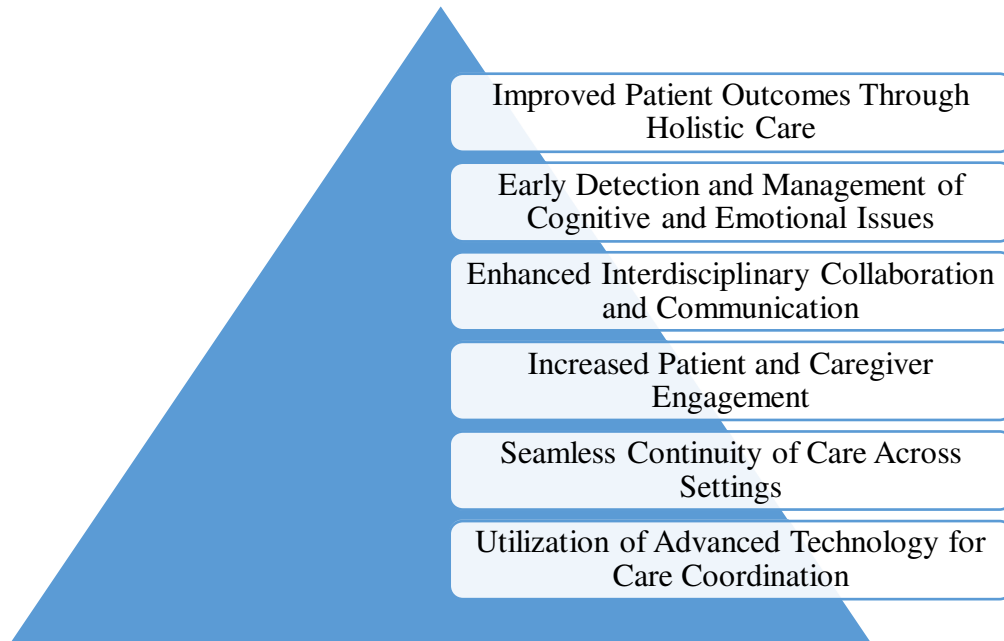 Improved Patient Outcomes Through
Holistic Care
Early Detection and Management of
Cognitive and Emotional Issues
Enhanced Interdisciplinary Collaboration
and Communication
Increased Patient and Caregiver
Engagement
Seamless Continuity of Care Across
Settings
Utilization of Advanced Technology for
Care Coordination